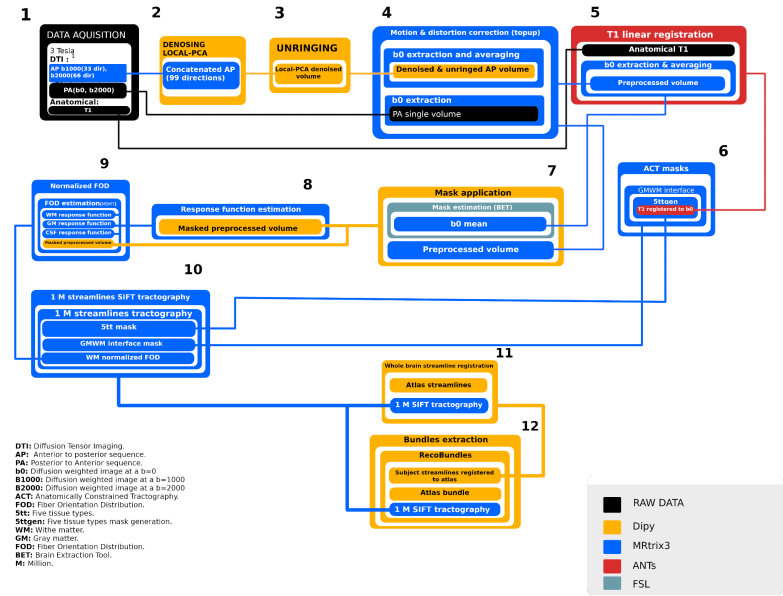 1
DATA AQUISITION
3 Tesla
DTI :
AP b1000(33 dir),
b2000(66 dir)
PA(b0, b2000)
Anatomical:
T1
2
DENOSING
LOCAL-PCA
Concatenated AP
(99 directions)
3
UNRINGING
Local-PCA denoised
volume
4
Motion & distortion correction (topup)
b0 extraction and averaging
Denoised & unringed AP volume
b0 extraction
PA single volume
5
T1 linear registration
Anatomical T1
b0 extraction & averaging
Preprocessed volume
6
ACT masks
GMWM interface
5ttgen
T1 registered to b0
7
Mask application
Mask estimation (BET)
b0 mean
Preprocessed volume
8
Response function estimation
Masked preprocessed volume
9
Normalized FOD
FOD estimation
WM response function
GM response function
CSF response function
Masked preprocessed volume
10
1 M streamlines SIFT tractography
1 M streamlines tractography
5tt mask
GMWM interface mask
WM normalized FOD
11
Whole brain streamline registration
Atlas streamlines
1 M SIFT tractography
12
Bundles extraction
RecoBundles
Subject streamlines registered
to atlas
Atlas bundle
1 M SIFT tractography
DTI: Diffusion Tensor Imaging.
AP: Anterior to posterior sequence.
PA: Posterior to Anterior sequence.
b0: Diffusion weighted image at a b=0
B1000: Diffusion weighted image at a b=1000
B2000: Diffusion weighted image at a b=2000
ACT: Anatomically Constrained Tractography.
FOD: Fiber Orientation Distribution.
5tt: Five tissue types.
5ttgen: Five tissue types mask generation.
WM: Withe matter.
GM: Gray matter.
FOD: Fiber Orientation Distribution.
BET: Brain Extraction Tool.
M: Million.
RAW DATA
Dipy
MRtrix3
ANTs
FSL